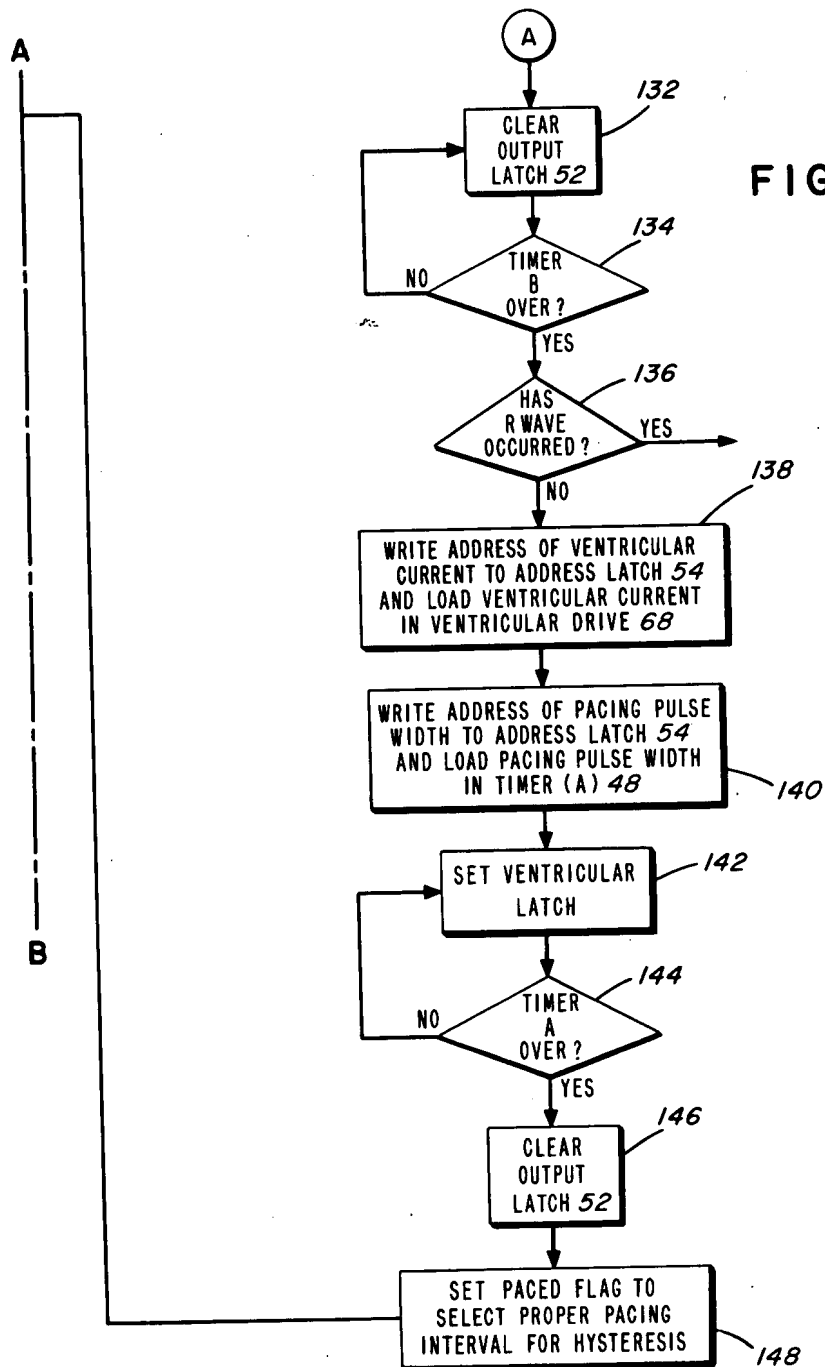 A
A
132
CLEAR
OUTPUT
LATCH 52
FIG
134
TIMER
B
OVER?
NO
YES
136
HAS
R WAVE
OCCURRED?
YES
NO
138
WRITE ADDRESS OF VENTRICULAR
CURRENT TO ADDRESS LATCH 54
AND LOAD VENTRICULAR CURRENT
IN VENTRICULAR DRIVE 68
WRITE ADDRESS OF PACING PULSE
WIDTH TO ADDRESS LATCH 54
AND LOAD PACING PULSE WIDTH
IN TIMER (A) 48
140
142
SET VENTRICULAR
LATCH
B
144
TIMER
A
OVER?
NO
YES
146
CLEAR
OUTPUT
LATCH 52
SET PACED FLAG TO
SELECT PROPER PACING
INTERVAL FOR HYSTERESIS
148